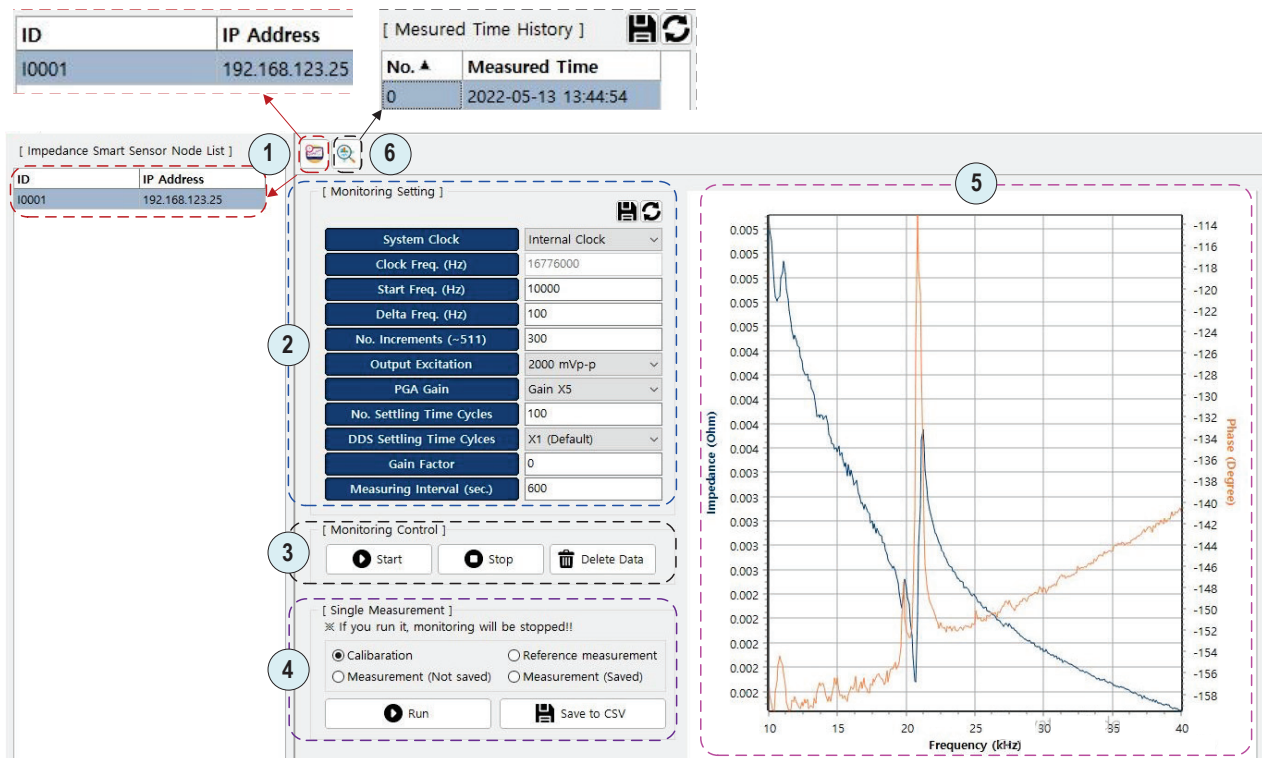 ID IP Address
I0001 192.168.123.25
[ Mesured Time History ]
No. ▲ Measured Time
0 2022-05-13 13:44:54
[ Impedance Smart Sensor Node List ]
1
6
ID IP Address
I0001 192.168.123.25
2
[ Monitoring Setting ]
System Clock Internal Clock
Clock Freq. (Hz) 16776000
Start Freq. (Hz) 10000
Delta Freq. (Hz) 100
No. Increments (~511) 300
Output Excitation 2000 mVp-p
PGA Gain Gain X5
No. Settling Time Cycles 100
DDS Settling Time Cylces X1 (Default)
Gain Factor 0
Measuring Interval (sec.) 600
3
[ Monitoring Control ]
Start Stop Delete Data
4
[ Single Measurement ]
※ If you run it, monitoring will be stopped!!
Calibaration Reference measurement
Measurement (Not saved) Measurement (Saved)
Run Save to CSV
5
Impedance (Ohm)
0.005
0.005
0.005
0.005
0.005
0.004
0.004
0.004
0.004
0.003
0.003
0.003
0.003
0.003
0.003
0.002
0.002
0.002
0.002
0.002
-114
-116
-118
-120
-122
-124
-126
-128
-130
-132
-134
-136
-138
-140
-142
-144
-146
-148
-150
-152
-154
-156
-158
Phase (Degree)
10 15 20 25 30 35 40
Frequency (kHz)